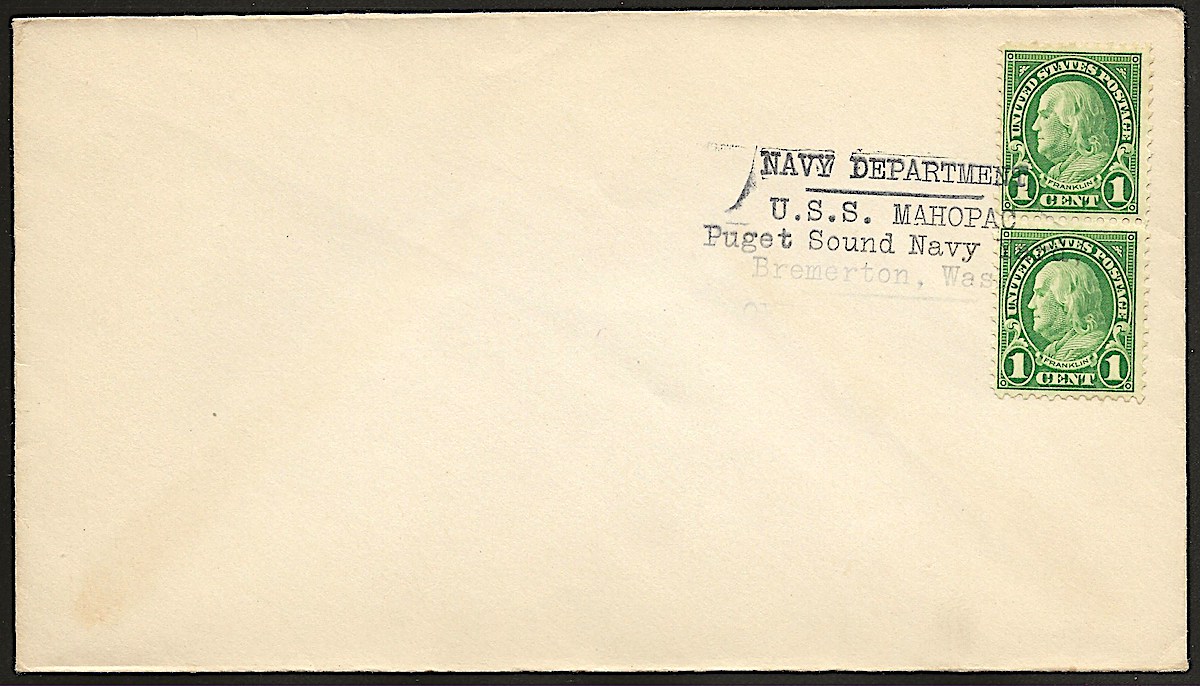 NAVY DEPARTMENT
U.S.S. MAHOPAC
Puget Sound Navy
Bremerton, Was
UNITED STATES POSTAGE
FRANKLIN
1 CENT 1
UNITED STATES POSTAGE
FRANKLIN
1 CENT 1